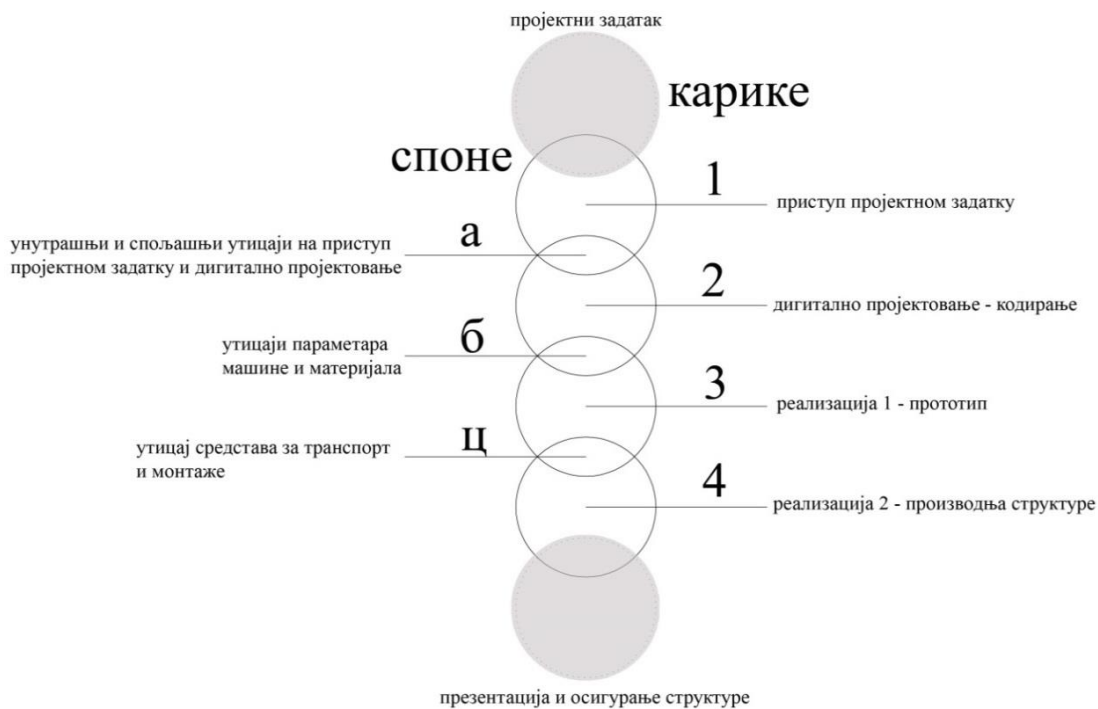 пројектни задатак
карике
споне
1
приступ пројектном задатку
а
унутрашњи и спољашњи утицаји на приступ
пројектном задатку и дигитално пројектовање
2
дигитално пројектовање - кодирање
б
утицаји параметара
машине и материјала
3
реализација 1 - прототип
ц
утицај средстава за транспорт
и монтаже
4
реализација 2 - производња структуре
презентација и осигурање структуре